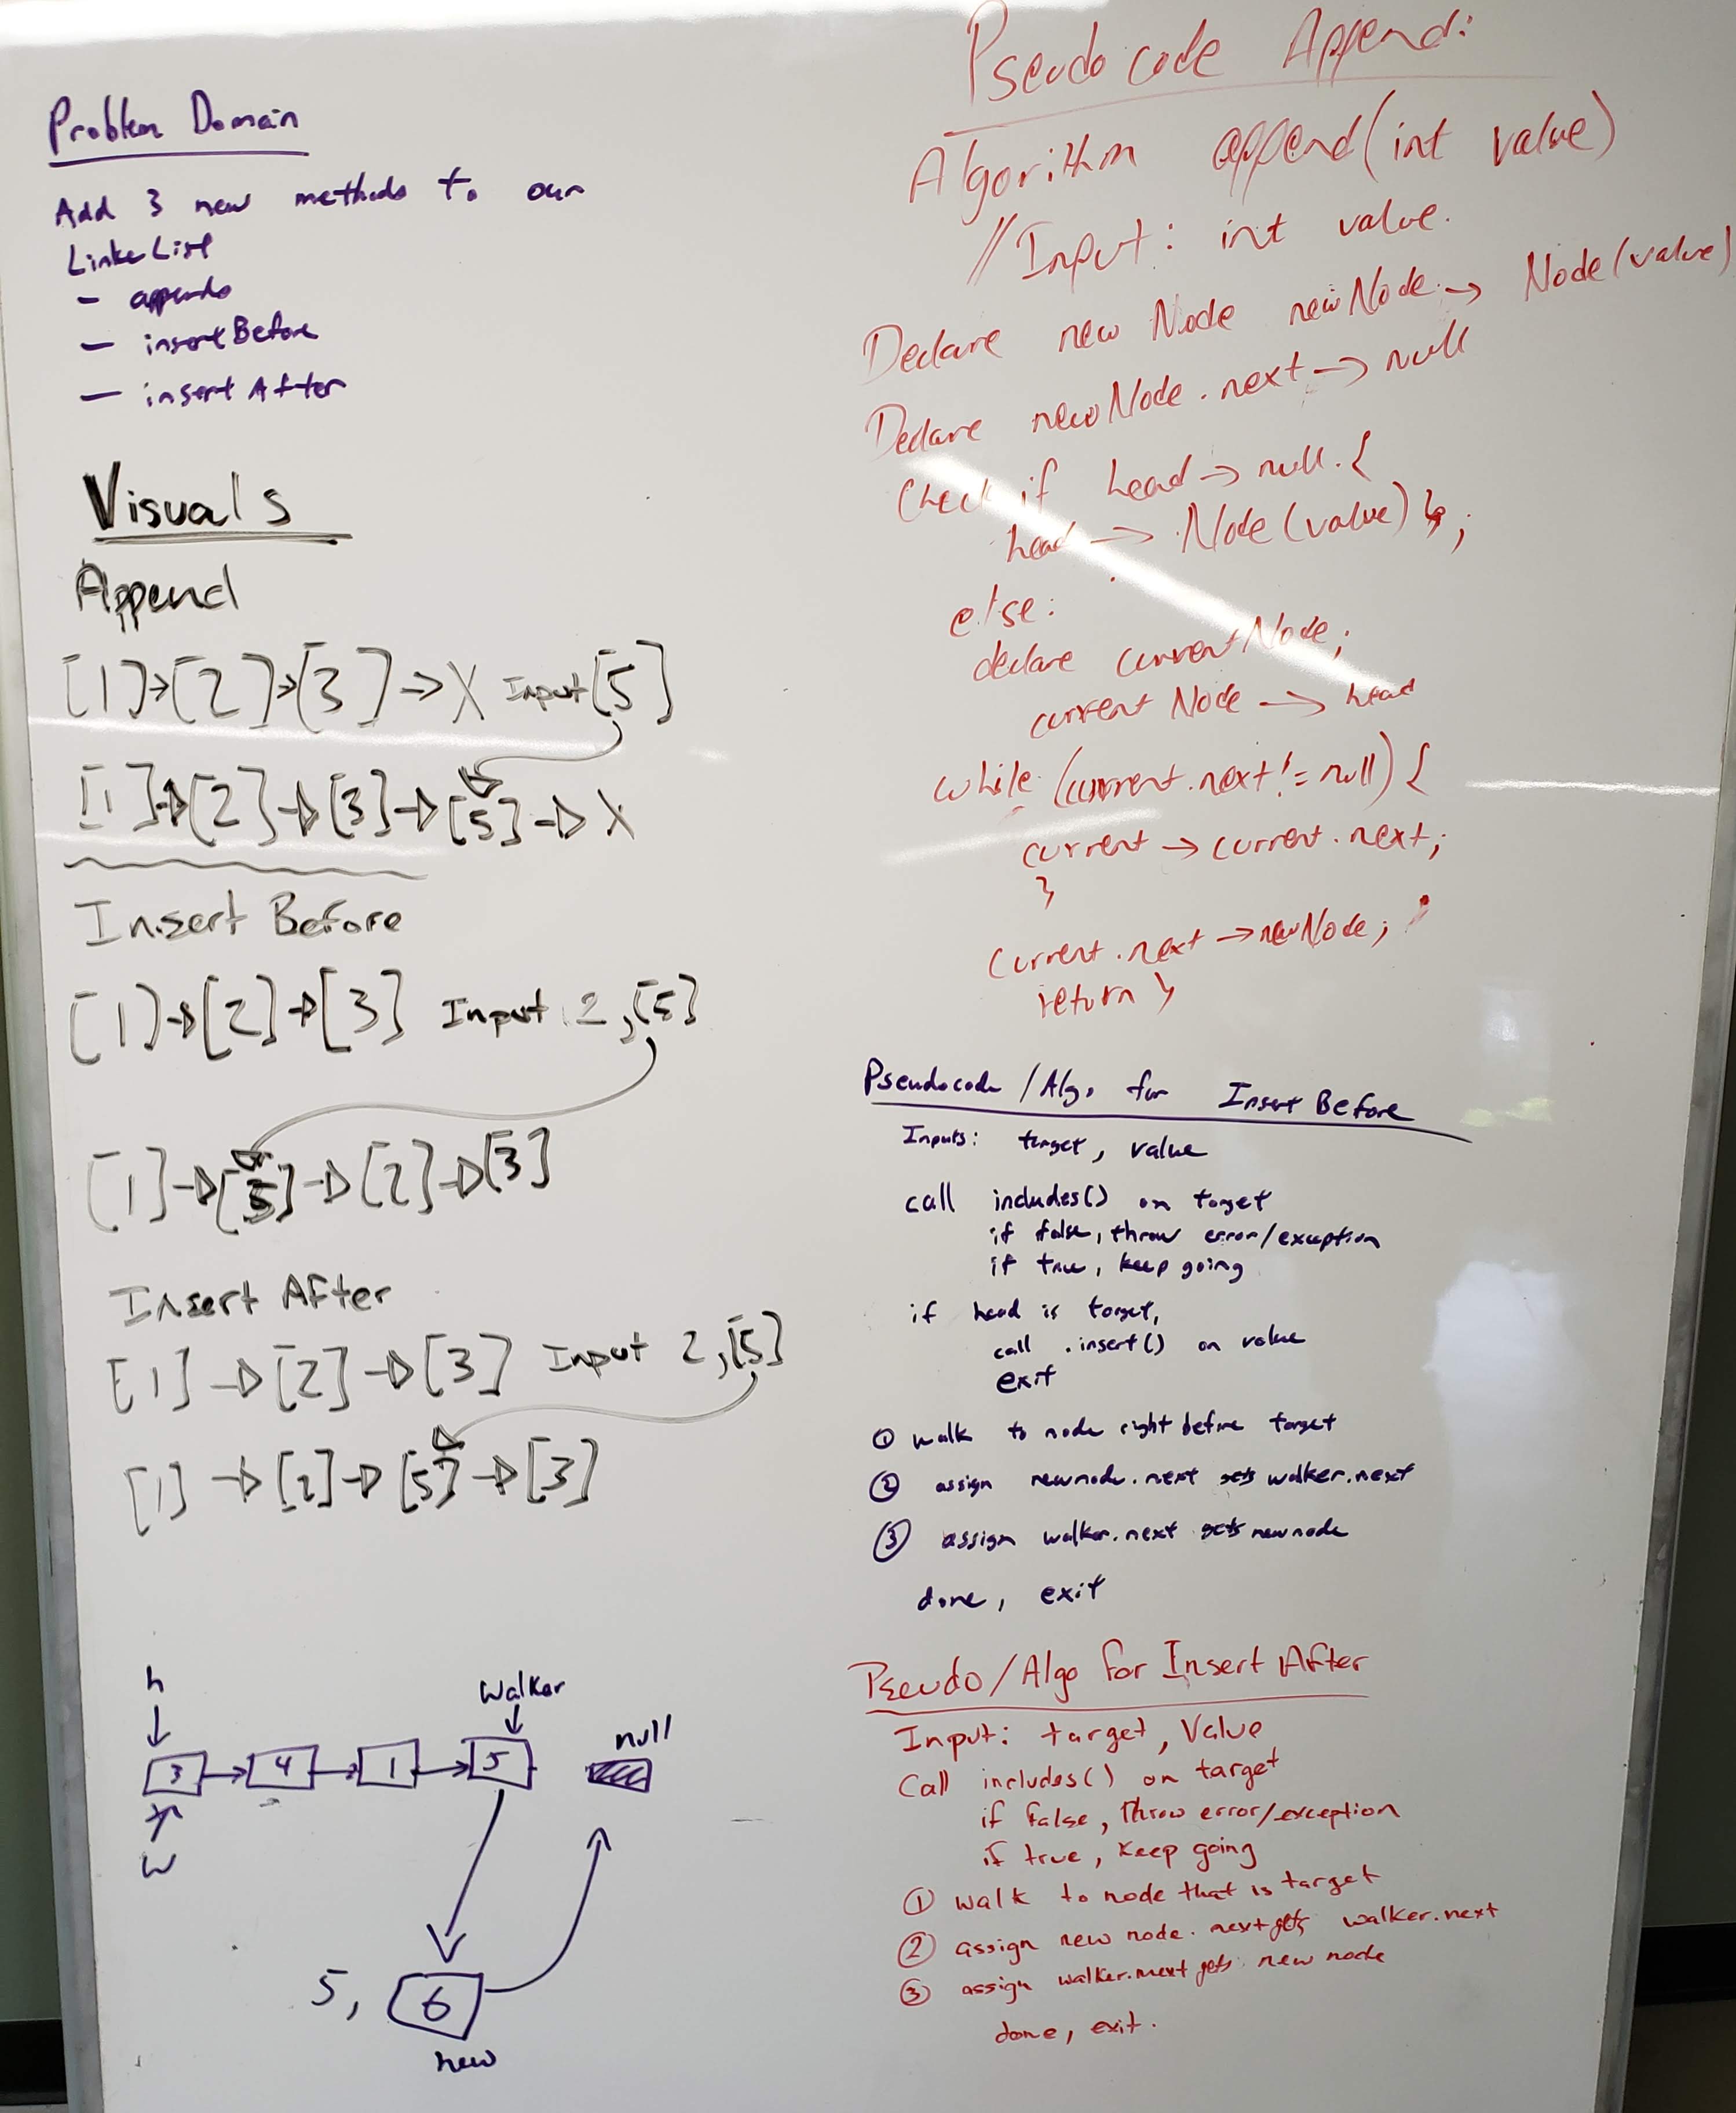 Problem Domain
Add 3 new methods to our
Linked List
- append
- insertBefore
- insert After
Visuals
Append
[1]→[2]→[3]→X Input [5]
[1]→[2]→[3]→[5]→X
Insert Before
[1]→[2]→[3] Input 2,[5]
[1]→[5]→[2]→[3]
Insert After
[1]→[2]→[3] Input 2,[5]
[1]→[2]→[5]→[3]
h
Walker
null
3 → 4 → 1 → 5
w
5, 6
new
Pseudo code Append:
Algorithm append(int value)
//Input: int value.
Declare new Node newNode → Node(value)
Declare newNode.next → null
Check if head → null. {
head → Node(value) };
else:
declare currentNode;
current Node → head
while (current.next != null) {
current → current.next;
}
current.next → newNode;
return }
Pseudocode / Algo for Insert Before
Inputs: target, value
call includes() on target
if false, throw error/exception
if true, keep going
if head is target,
call .insert() on value
exit
① walk to node right before target
② assign newnode.next gets walker.next
③ assign walker.next gets newnode
done, exit
Pseudo/Algo for Insert After
Input: target, Value
Call includes() on target
if false, throw error/exception
if true, keep going
① walk to node that is target
② assign new node.next gets walker.next
③ assign walker.next gets new node
done, exit.